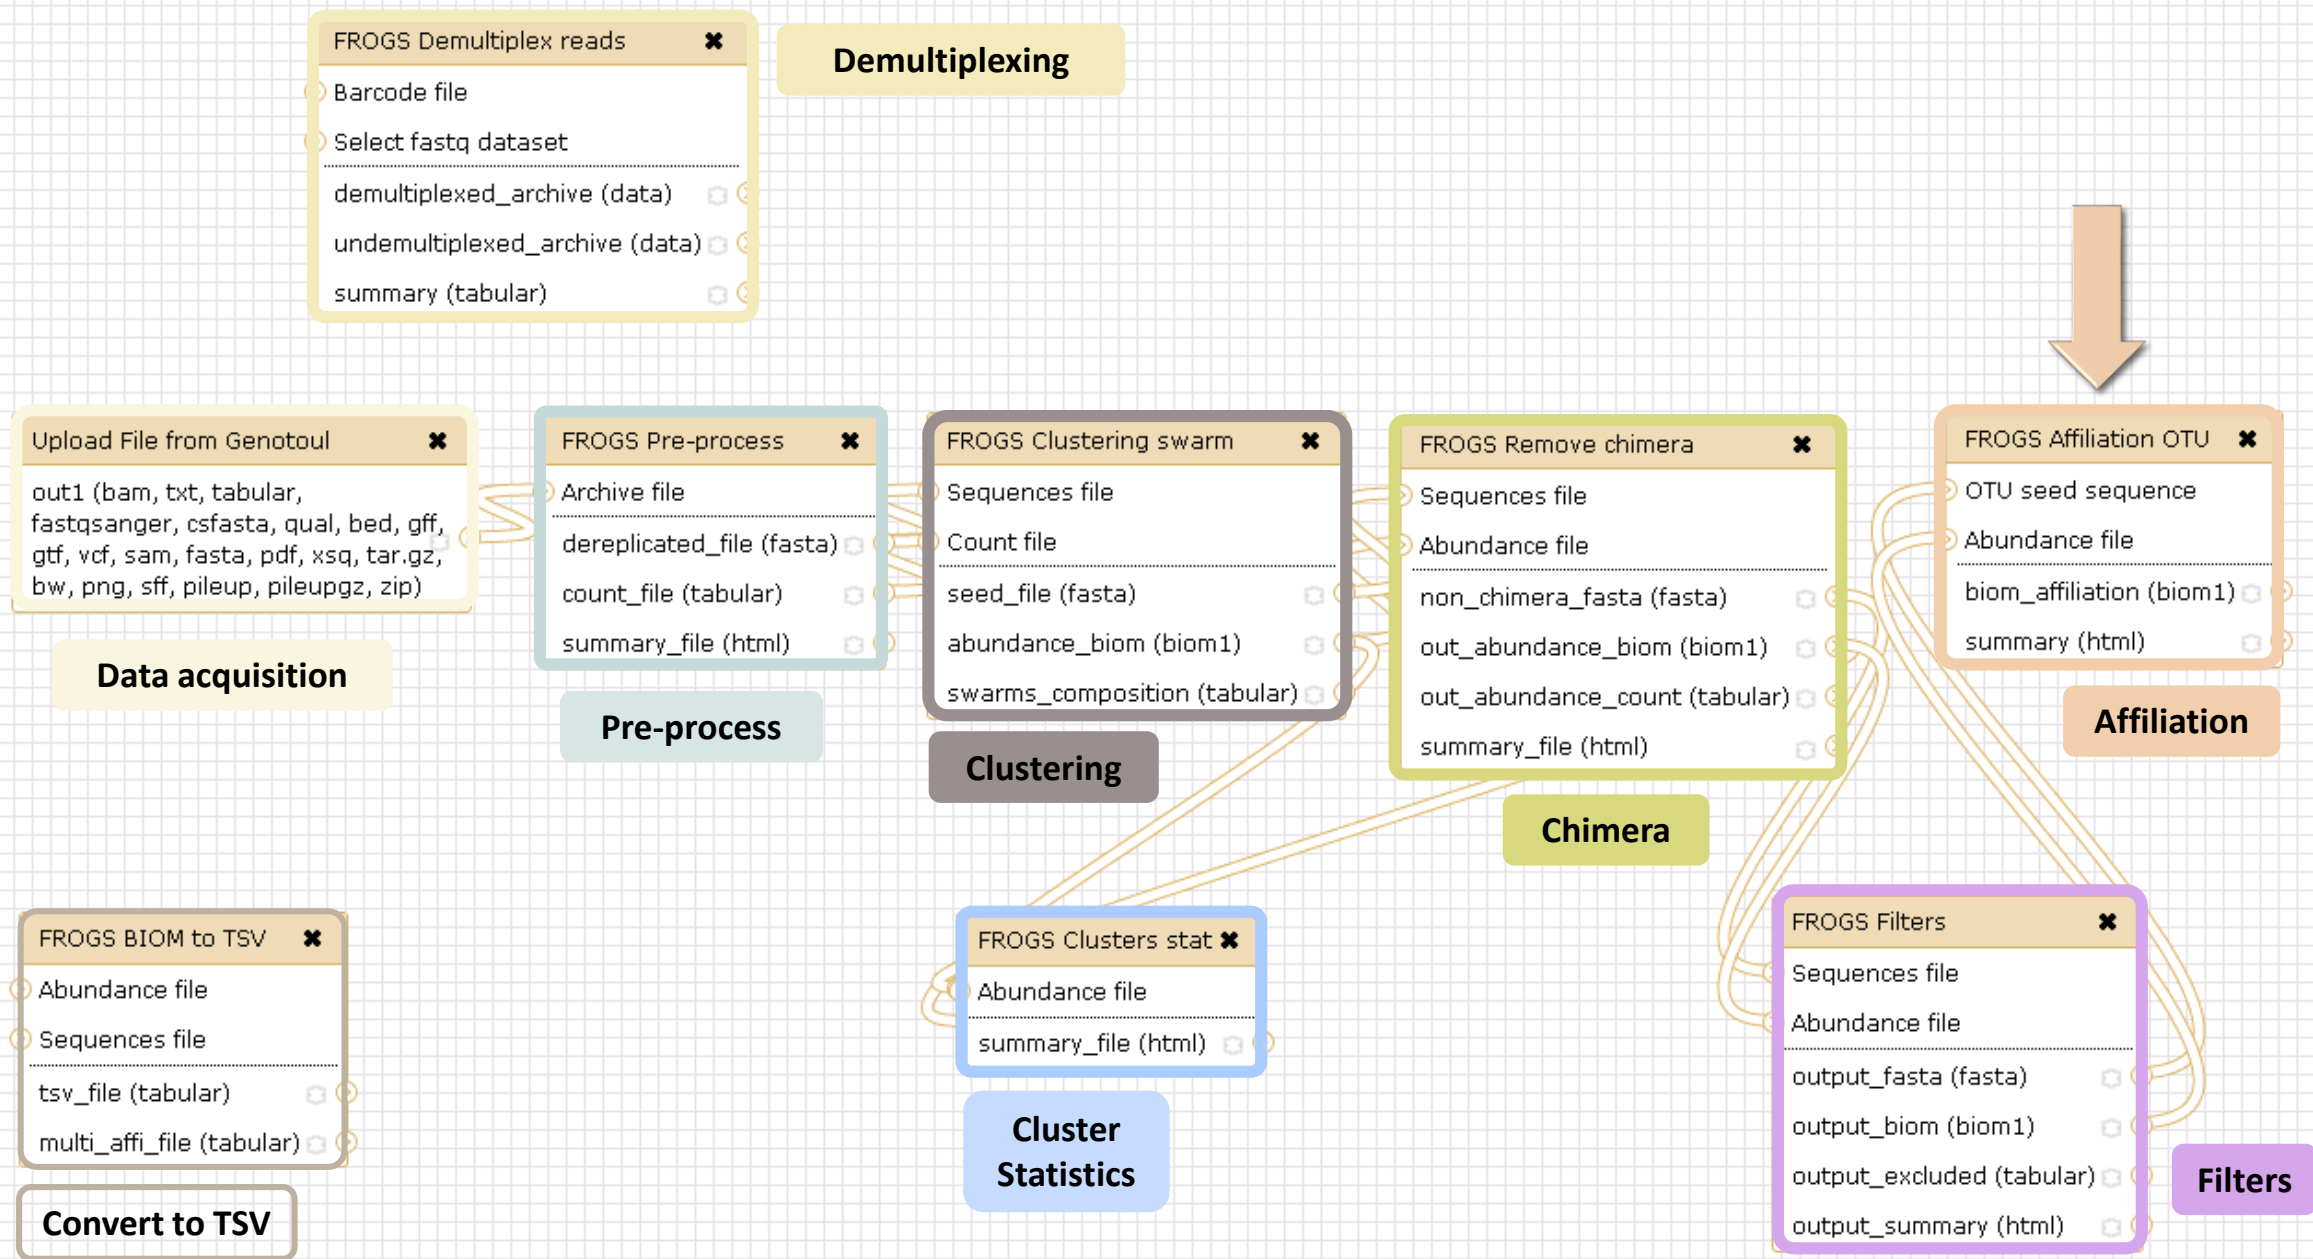 FROGS Demultiplex reads
Barcode file
Select fastq dataset
demultiplexed_archive (data)
undemultiplexed_archive (data)
summary (tabular)
Demultiplexing
Upload File from Genotoul
out1 (bam, txt, tabular,
fastqsanger, csfasta, qual, bed, gff,
gtf, vcf, sam, fasta, pdf, xsq, tar.gz,
bw, png, sff, pileup, pileupgz, zip)
Data acquisition
FROGS Pre-process
Archive file
dereplicated_file (fasta)
count_file (tabular)
summary_file (html)
Pre-process
FROGS Clustering swarm
Sequences file
Count file
seed_file (fasta)
abundance_biom (biom1)
swarms_composition (tabular)
Clustering
FROGS Remove chimera
Sequences file
Abundance file
non_chimera_fasta (fasta)
out_abundance_biom (biom1)
out_abundance_count (tabular)
summary_file (html)
Chimera
FROGS Affiliation OTU
OTU seed sequence
Abundance file
biom_affiliation (biom1)
summary (html)
Affiliation
FROGS BIOM to TSV
Abundance file
Sequences file
tsv_file (tabular)
multi_affi_file (tabular)
Convert to TSV
FROGS Clusters stat
Abundance file
summary_file (html)
Cluster
Statistics
FROGS Filters
Sequences file
Abundance file
output_fasta (fasta)
output_biom (biom1)
output_excluded (tabular)
output_summary (html)
Filters